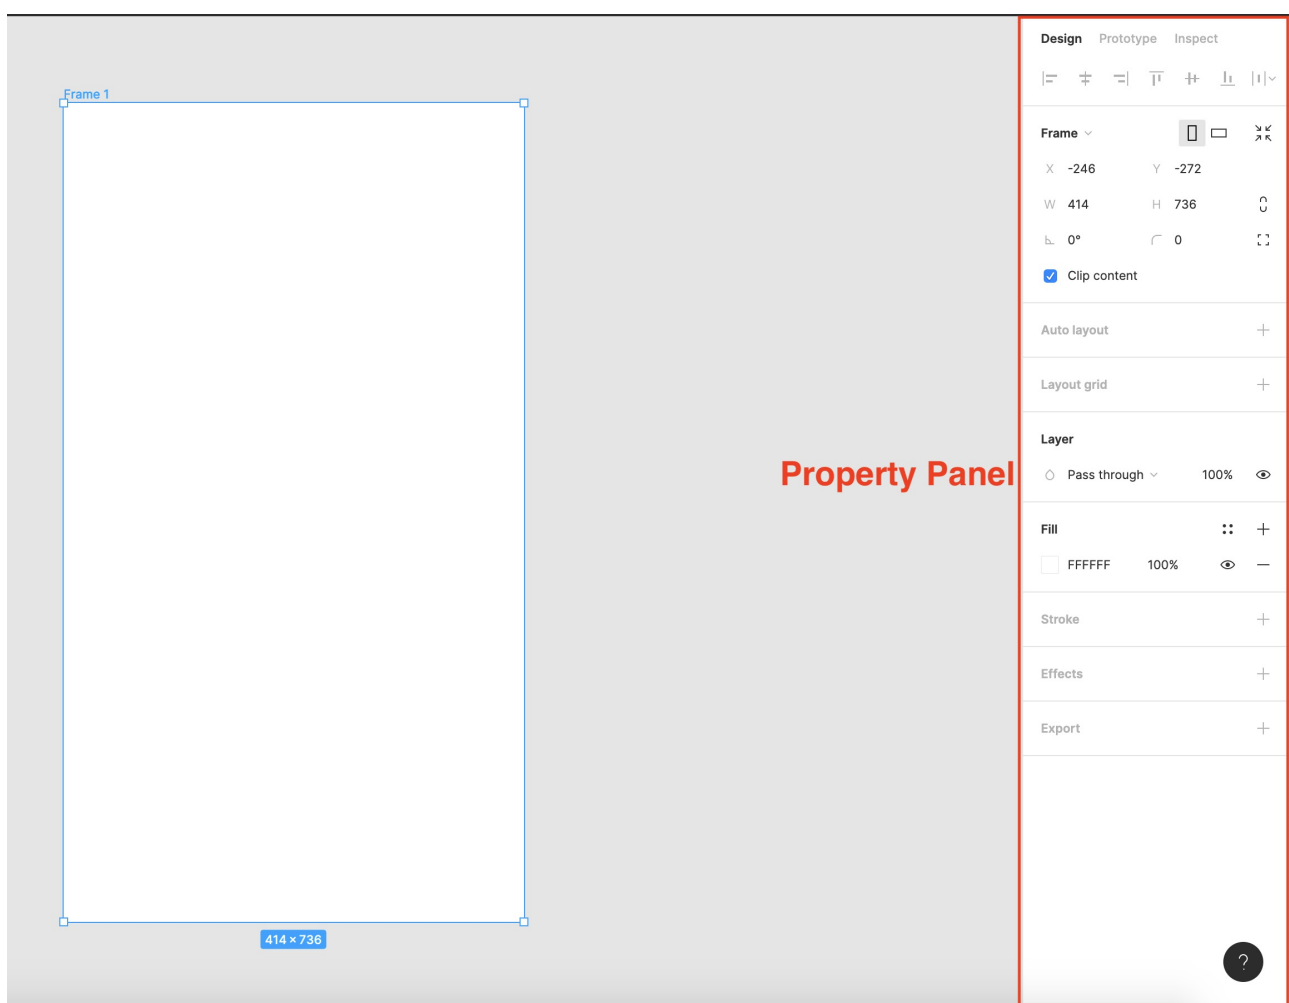 Design Prototype Inspect
Frame 1
Frame
X -246 Y -272
W 414 H 736
0° 0
Clip content
Auto layout
Layout grid
Layer
Property Panel
Pass through 100%
Fill
FFFFFF 100%
Stroke
Effects
Export
414 × 736
?